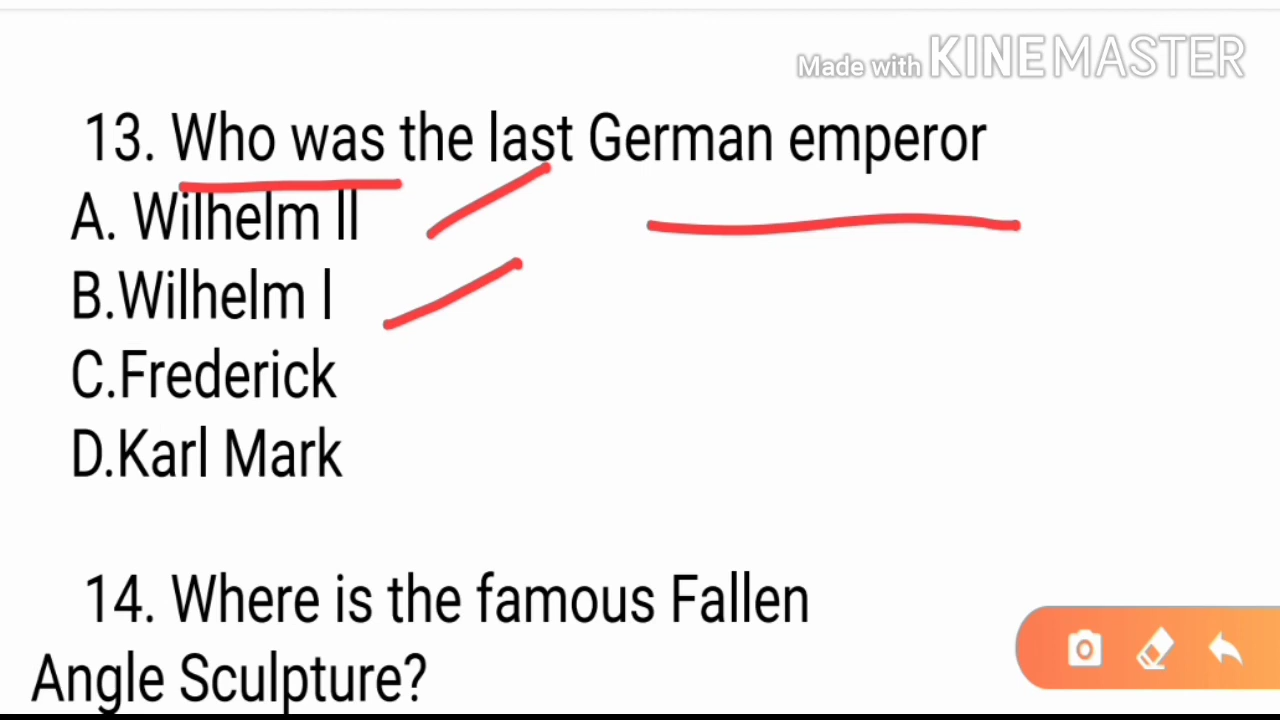 Made with KINEMASTER
13. Who was the last German emperor
A. Wilhelm ll
B.Wilhelm l
C.Frederick
D.Karl Mark
14. Where is the famous Fallen
Angle Sculpture?